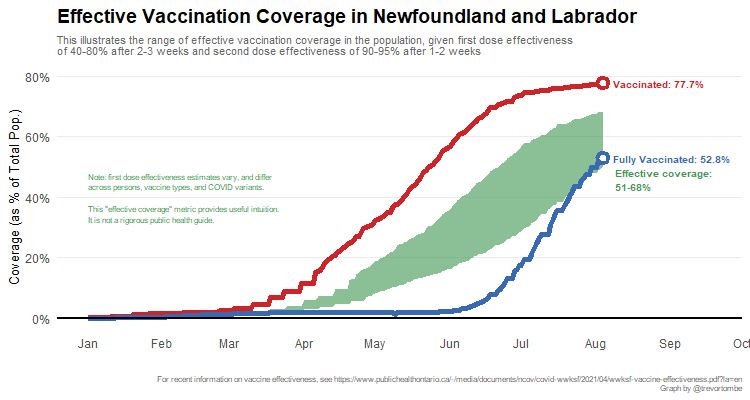 Effective Vaccination Coverage in Newfoundland and Labrador
This illustrates the range of effective vaccination coverage in the population, given first dose effectiveness
of 40-80% after 2-3 weeks and second dose effectiveness of 90-95% after 1-2 weeks
Coverage (as % of Total Pop.)
80%
60%
40%
20%
0%
Vaccinated: 77.7%
Fully Vaccinated: 52.8%
Effective coverage:
51-68%
Note: first dose effectiveness estimates vary, and differ
across persons, vaccine types, and COVID variants.
This "effective coverage" metric provides useful intuition.
It is not a rigorous public health guide.
Jan Feb Mar Apr May Jun Jul Aug Sep Oct
For recent information on vaccine effectiveness, see https://www.publichealthontario.ca/-/media/documents/ncov/covid-wwksf/2021/04/wwksf-vaccine-effectiveness.pdf?la=en
Graph by @trevortombe